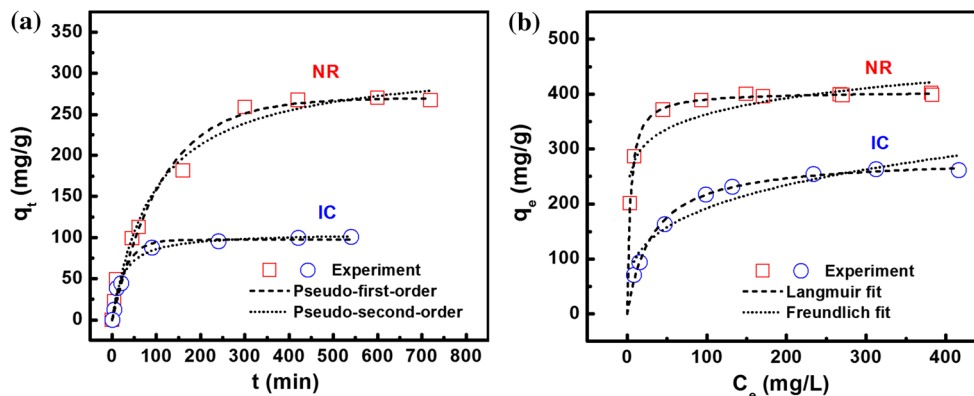 (a)
350
300
250
200
150
100
50
0
q_t (mg/g)
NR
IC
Experiment
Pseudo-first-order
Pseudo-second-order
0 100 200 300 400 500 600 700 800
t (min)
(b)
500
400
300
200
100
0
q_e (mg/g)
NR
IC
Experiment
Langmuir fit
Freundlich fit
0 100 200 300 400
C_e (mg/L)